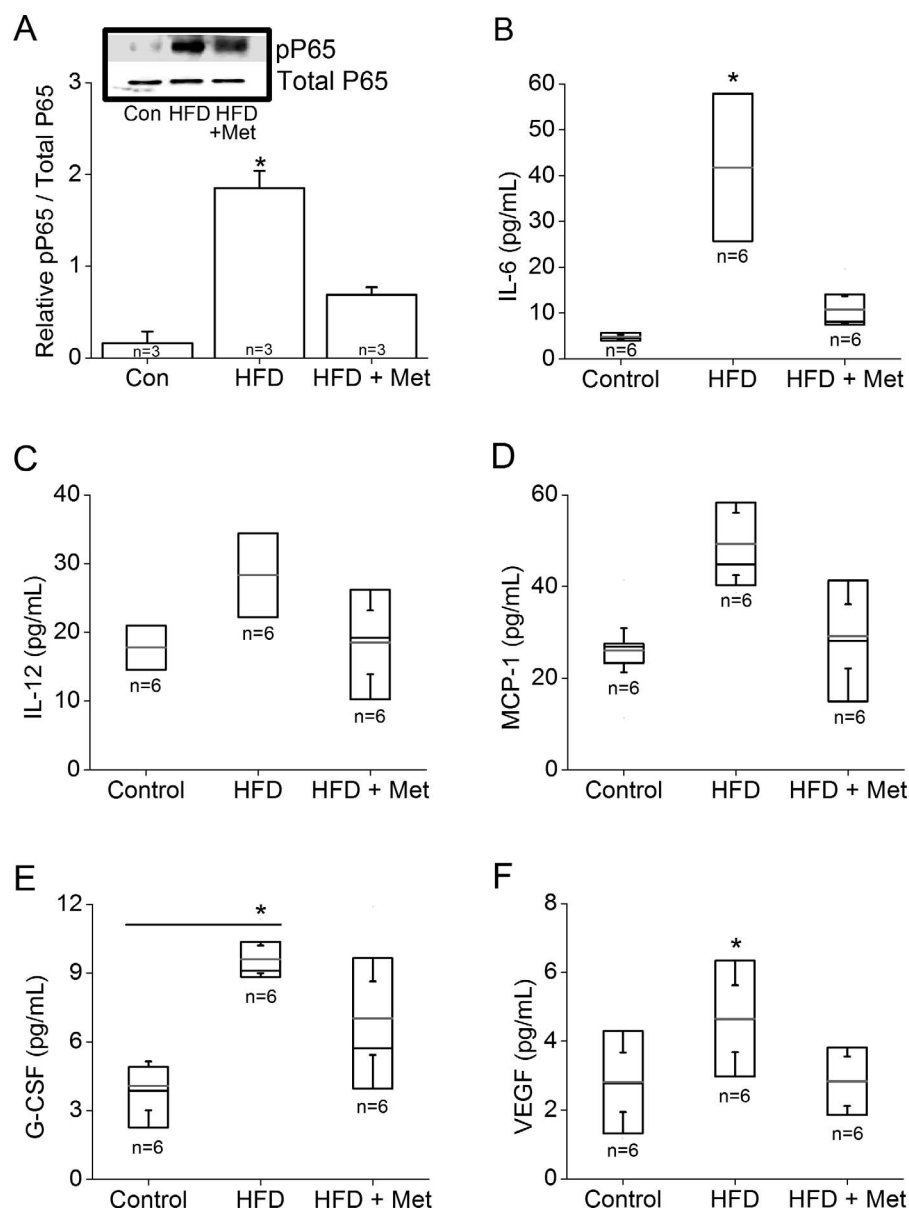 A
pP65
Total P65
Con HFD HFD
+Met
Relative pP65 / Total P65
3
2
1
0
*
n=3 n=3 n=3
Con HFD HFD + Met
B
IL-6 (pg/mL)
60
50
40
30
20
10
0
*
n=6
n=6
n=6
Control HFD HFD + Met
C
IL-12 (pg/mL)
40
30
20
10
0
n=6
n=6
n=6
Control HFD HFD + Met
D
MCP-1 (pg/mL)
60
40
20
0
n=6
n=6
n=6
Control HFD HFD + Met
E
G-CSF (pg/mL)
12
9
6
3
0
*
n=6
n=6
n=6
Control HFD HFD + Met
F
VEGF (pg/mL)
8
6
4
2
0
*
n=6
n=6
n=6
Control HFD HFD + Met